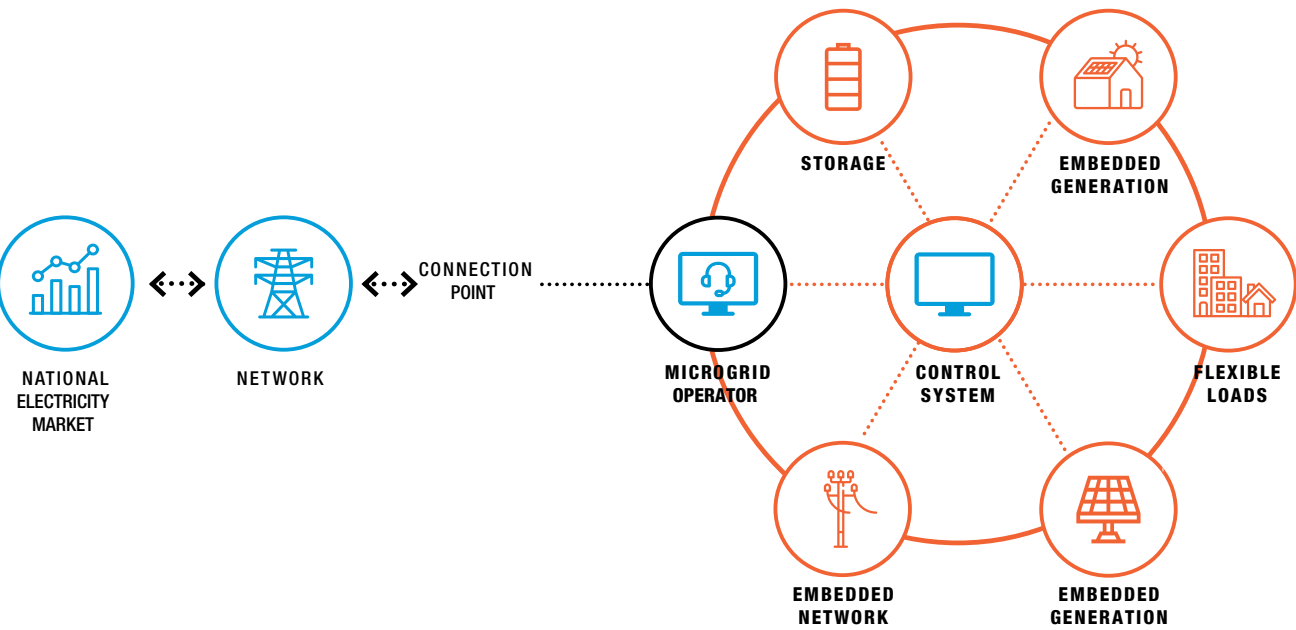 STORAGE
EMBEDDED
GENERATION
CONNECTION
POINT
NATIONAL
ELECTRICITY
MARKET
NETWORK
MICROGRID
OPERATOR
CONTROL
SYSTEM
FLEXIBLE
LOADS
EMBEDDED
NETWORK
EMBEDDED
GENERATION